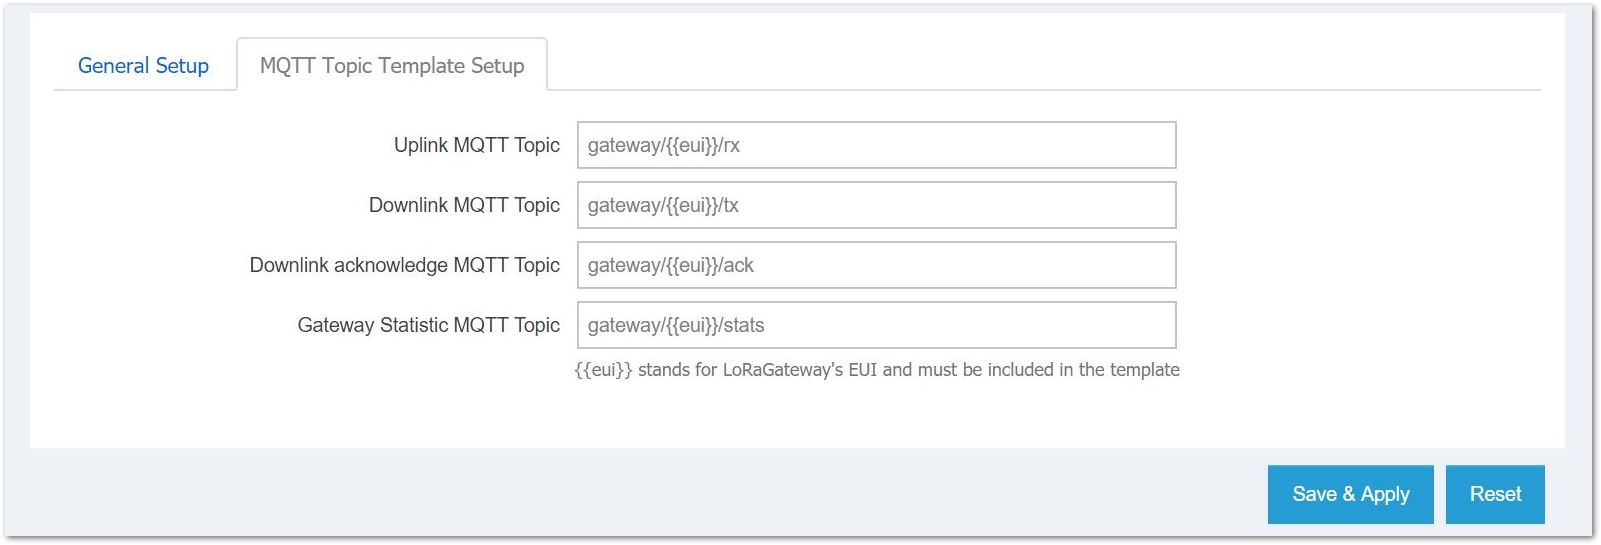 General Setup
MQTT Topic Template Setup
Uplink MQTT Topic
gateway/{{eui}}/rx
Downlink MQTT Topic
gateway/{{eui}}/tx
Downlink acknowledge MQTT Topic
gateway/{{eui}}/ack
Gateway Statistic MQTT Topic
gateway/{{eui}}/stats
{{eui}} stands for LoRaGateway's EUI and must be included in the template
Save & Apply
Reset